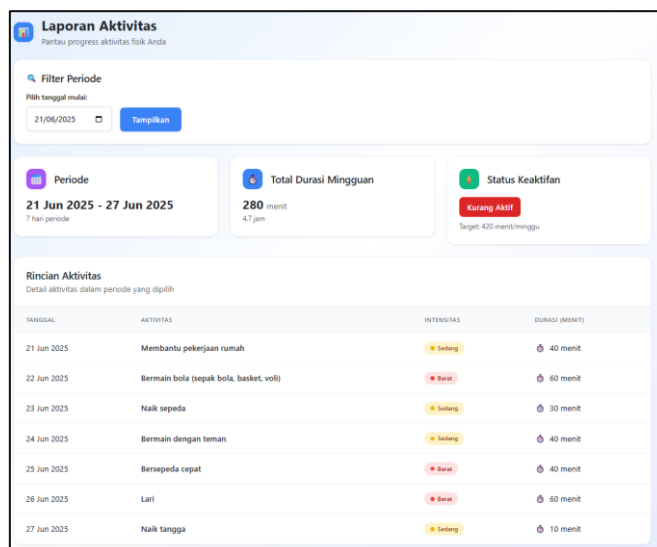 Laporan Aktivitas
Pantau progress aktivitas fisik Anda
Filter Periode
Pilih tanggal mulai:
21/06/2025
Tampilkan
Periode
21 Jun 2025 - 27 Jun 2025
7 hari periode
Total Durasi Mingguan
280 menit
4.7 jam
Status Keaktifan
Kurang Aktif
Target: 420 menit/minggu
Rincian Aktivitas
Detail aktivitas dalam periode yang dipilih
TANGGAL AKTIVITAS INTENSITAS DURASI (MENIT)
21 Jun 2025 Membantu pekerjaan rumah Sedang 40 menit
22 Jun 2025 Bermain bola (sepak bola, basket, voli) Berat 60 menit
23 Jun 2025 Naik sepeda Sedang 30 menit
24 Jun 2025 Bermain dengan teman Sedang 40 menit
25 Jun 2025 Bersepeda cepat Berat 40 menit
26 Jun 2025 Lari Berat 60 menit
27 Jun 2025 Naik tangga Sedang 10 menit